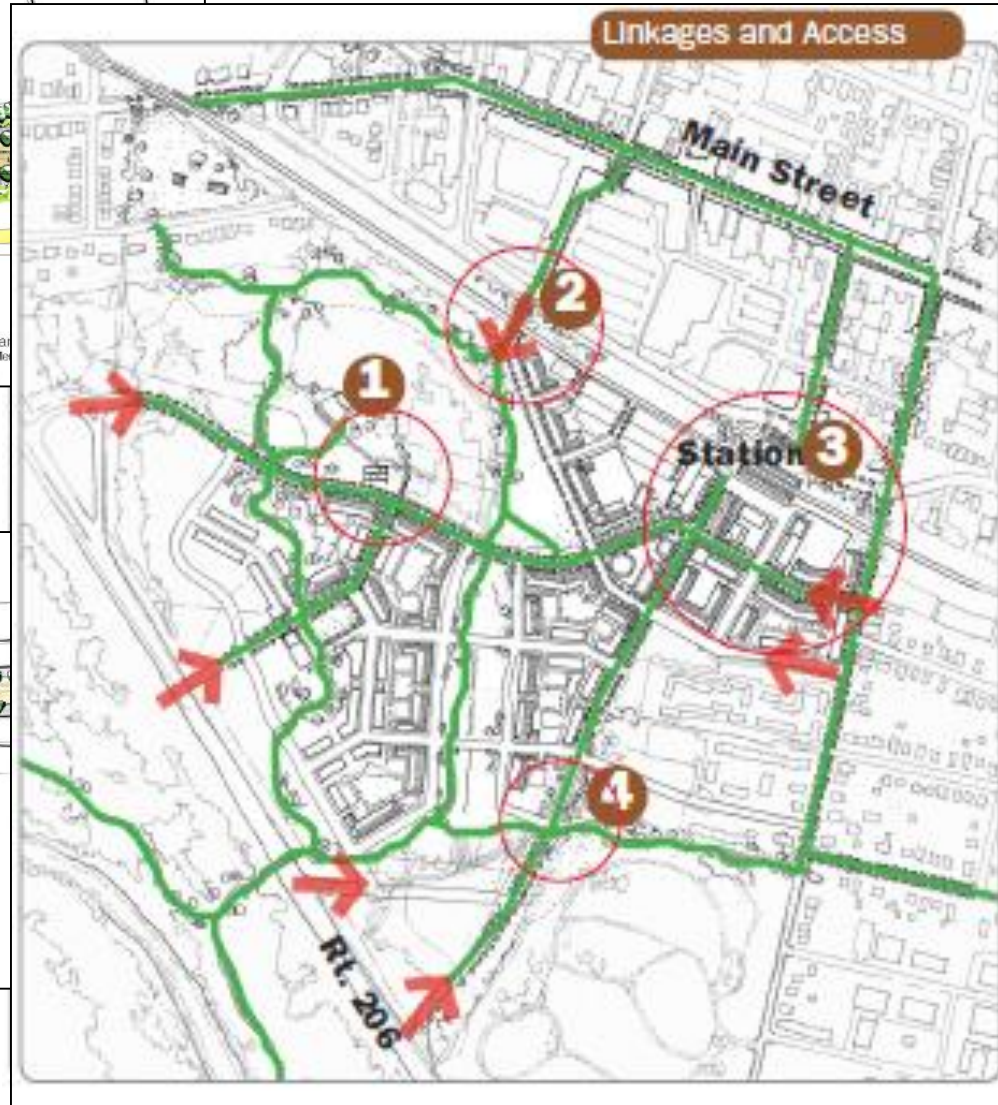 Linkages and Access
Main Street
2
1
Station
3
4
Rt. 206